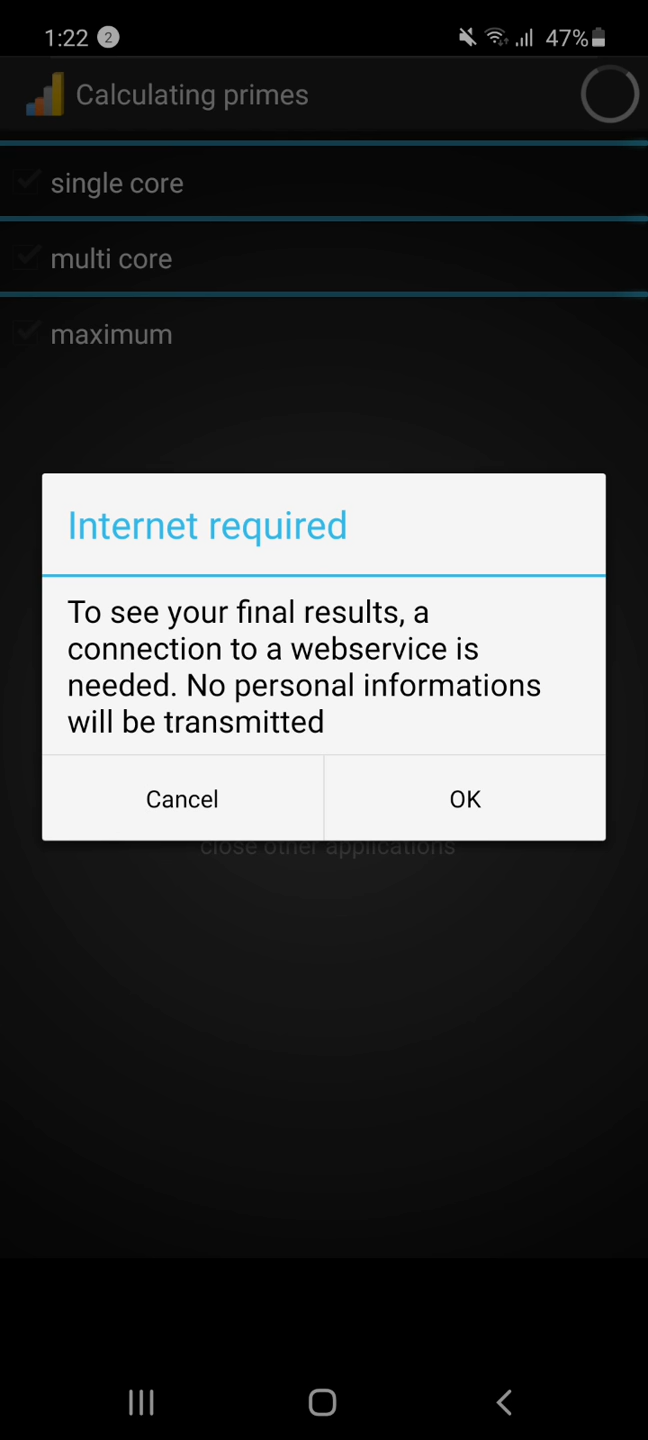 1:22 2 47%
Calculating primes
single core
multi core
maximum
Internet required
To see your final results, a
connection to a webservice is
needed. No personal informations
will be transmitted
Cancel OK
close other applications